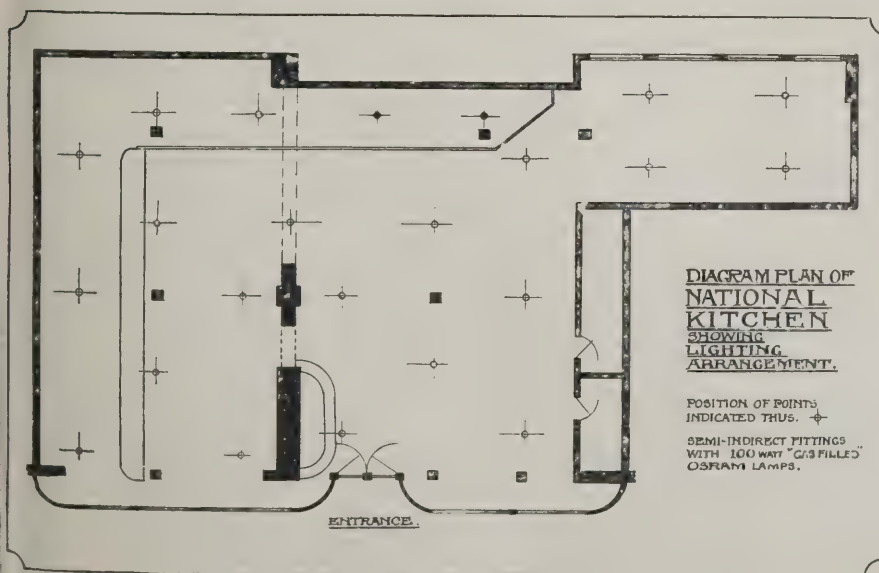 DIAGRAM PLAN OF
NATIONAL
KITCHEN
SHOWING
LIGHTING
ARRANGEMENT.
POSITION OF POINTS
INDICATED THUS.
SEMI-INDIRECT FITTINGS
WITH 100 WATT "GAS FILLED"
OSRAM LAMPS.
ENTRANCE.